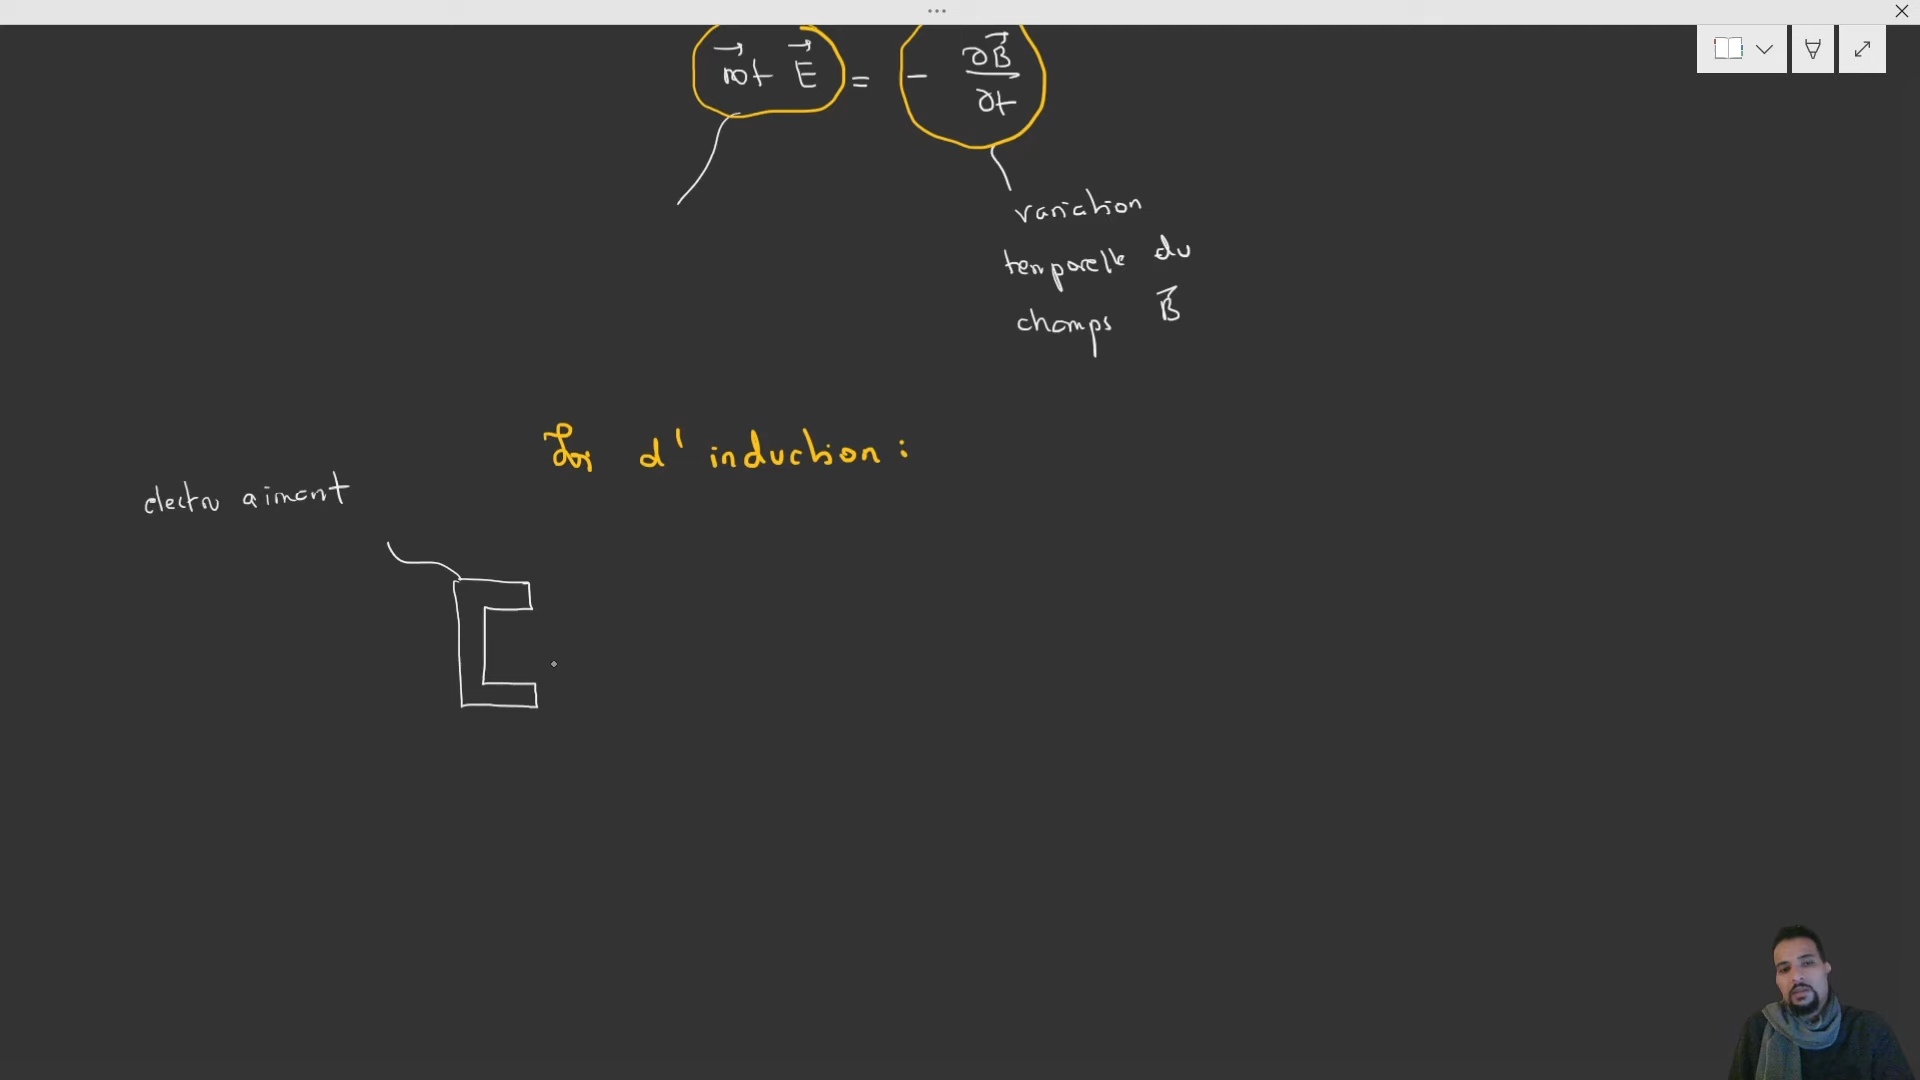 rot E = - ∂B/∂t
variation
temporelle du
champs B
Loi d'induction :
electro aimant